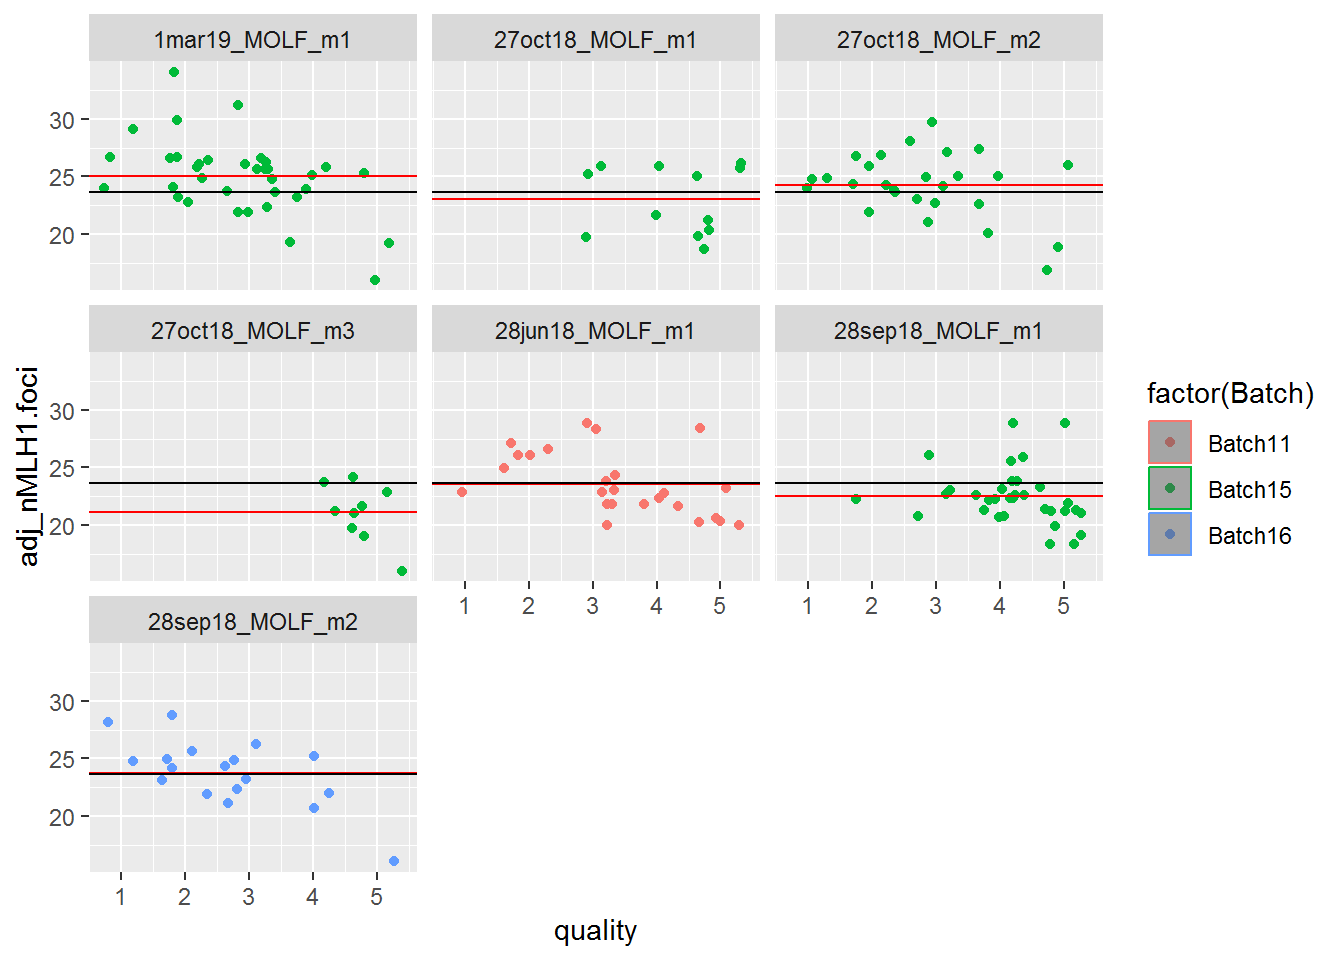 1mar19_MOLF_m1
27oct18_MOLF_m1
27oct18_MOLF_m2
30
25
20
27oct18_MOLF_m3
28jun18_MOLF_m1
28sep18_MOLF_m1
30
25
20
1 2 3 4 5
1 2 3 4 5
28sep18_MOLF_m2
30
25
20
1 2 3 4 5
quality
adj_nMLH1.foci
factor(Batch)
Batch11
Batch15
Batch16